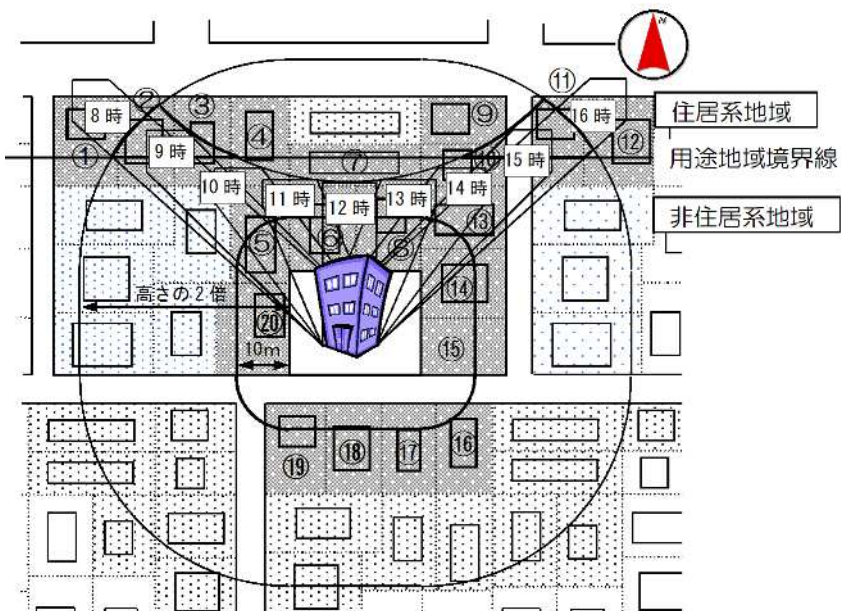 N
⑪
②
③
8時
④
⑨
16時
住居系地域
①
9時
⑦
⑩
15時
⑫
用途地域境界線
10時
11時
12時
13時
14時
⑬
非住居系地域
⑤
⑥
⑧
高さの2倍
⑭
⑳
10m
⑮
⑲
⑱
⑰
⑯